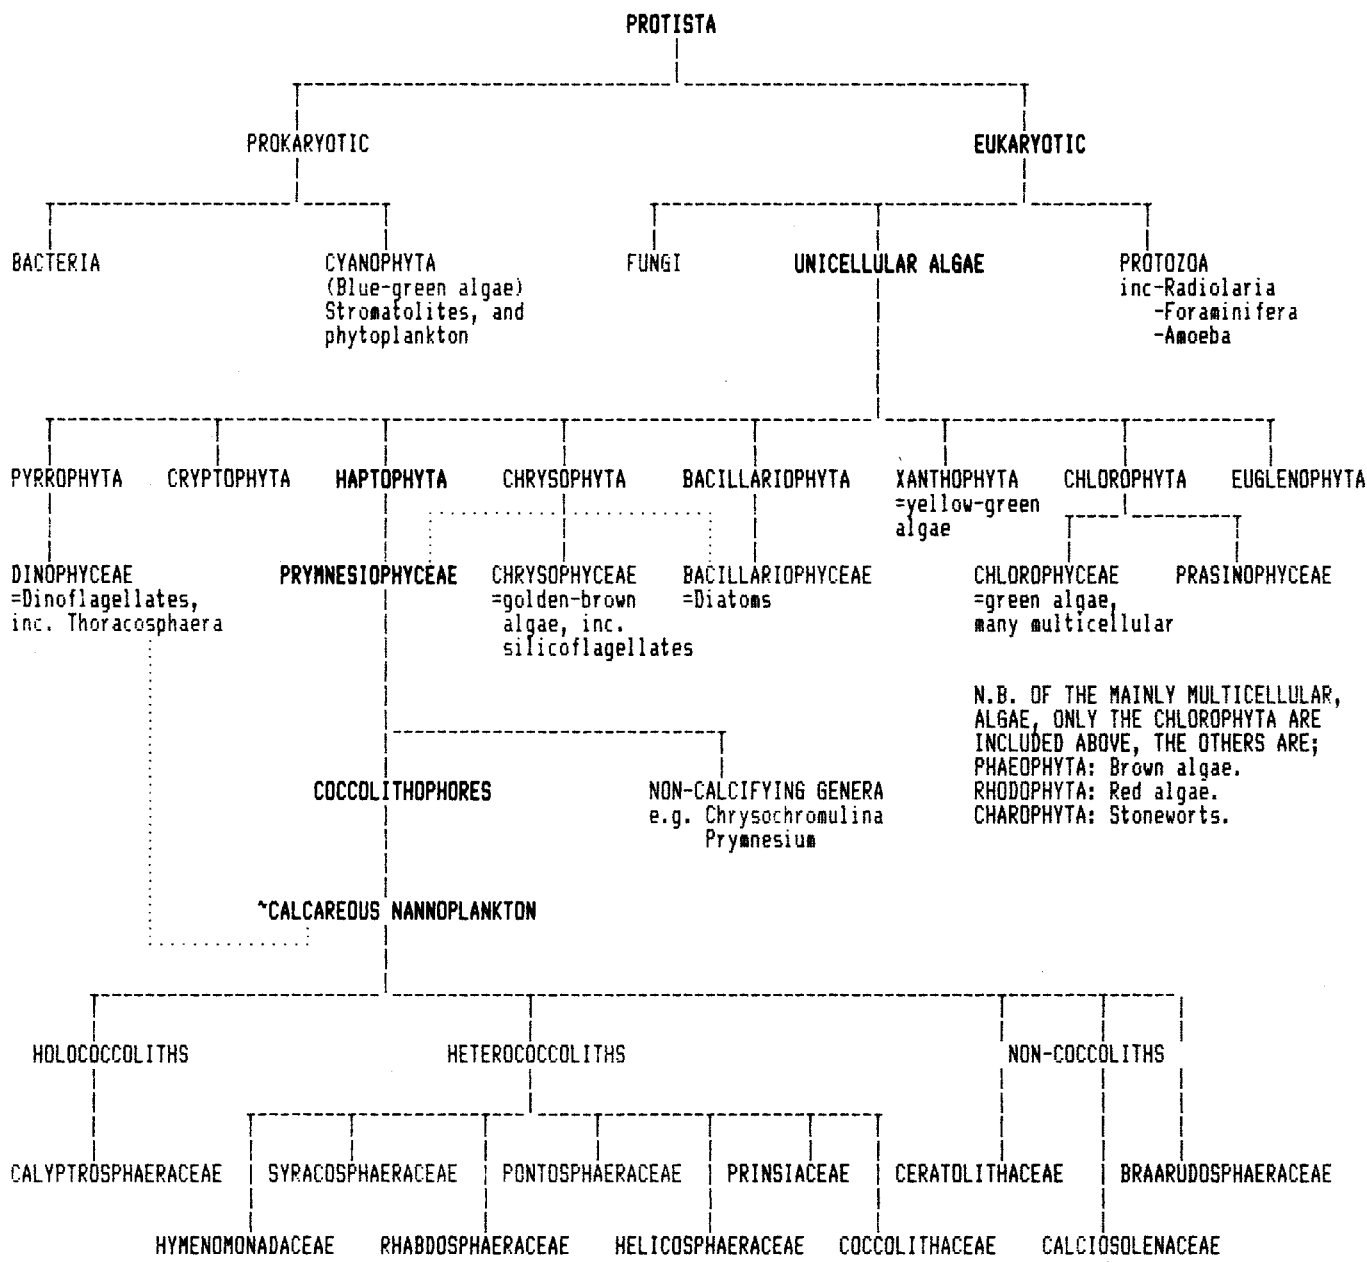 PROTISTA
PROKARYOTIC
EUKARYOTIC
BACTERIA
CYANOPHYTA
(Blue-green algae)
Stromatolites, and
phytoplankton
FUNGI
UNICELLULAR ALGAE
PROTOZOA
inc-Radiolaria
-Foraminifera
-Amoeba
PYRROPHYTA
CRYPTOPHYTA
HAPTOPHYTA
CHRYSOPHYTA
BACILLARIOPHYTA
XANTHOPHYTA
=yellow-green
algae
CHLOROPHYTA
EUGLENOPHYTA
DINOPHYCEAE
=Dinoflagellates,
inc. Thoracosphaera
PRYMNESIOPHYCEAE
CHRYSOPHYCEAE
=golden-brown
algae, inc.
silicoflagellates
BACILLARIOPHYCEAE
=Diatoms
CHLOROPHYCEAE
=green algae,
many multicellular
PRASINOPHYCEAE
N.B. OF THE MAINLY MULTICELLULAR,
ALGAE, ONLY THE CHLOROPHYTA ARE
INCLUDED ABOVE, THE OTHERS ARE;
PHAEOPHYTA: Brown algae.
RHODOPHYTA: Red algae.
CHAROPHYTA: Stoneworts.
COCCOLITHOPHORES
NON-CALCIFYING GENERA
e.g. Chrysochromulina
Prymnesium
~CALCAREOUS NANNOPLANKTON
HOLOCOCCOLITHS
HETEROCOCCOLITHS
NON-COCCOLITHS
CALYPTROSPHAERACEAE
SYRACOSPHAERACEAE
PONTOSPHAERACEAE
PRINSIACEAE
CERATOLITHACEAE
BRAARUDOSPHAERACEAE
HYMENOMONADACEAE
RHABDOSPHAERACEAE
HELICOSPHAERACEAE
COCCOLITHACEAE
CALCIOSOLENACEAE